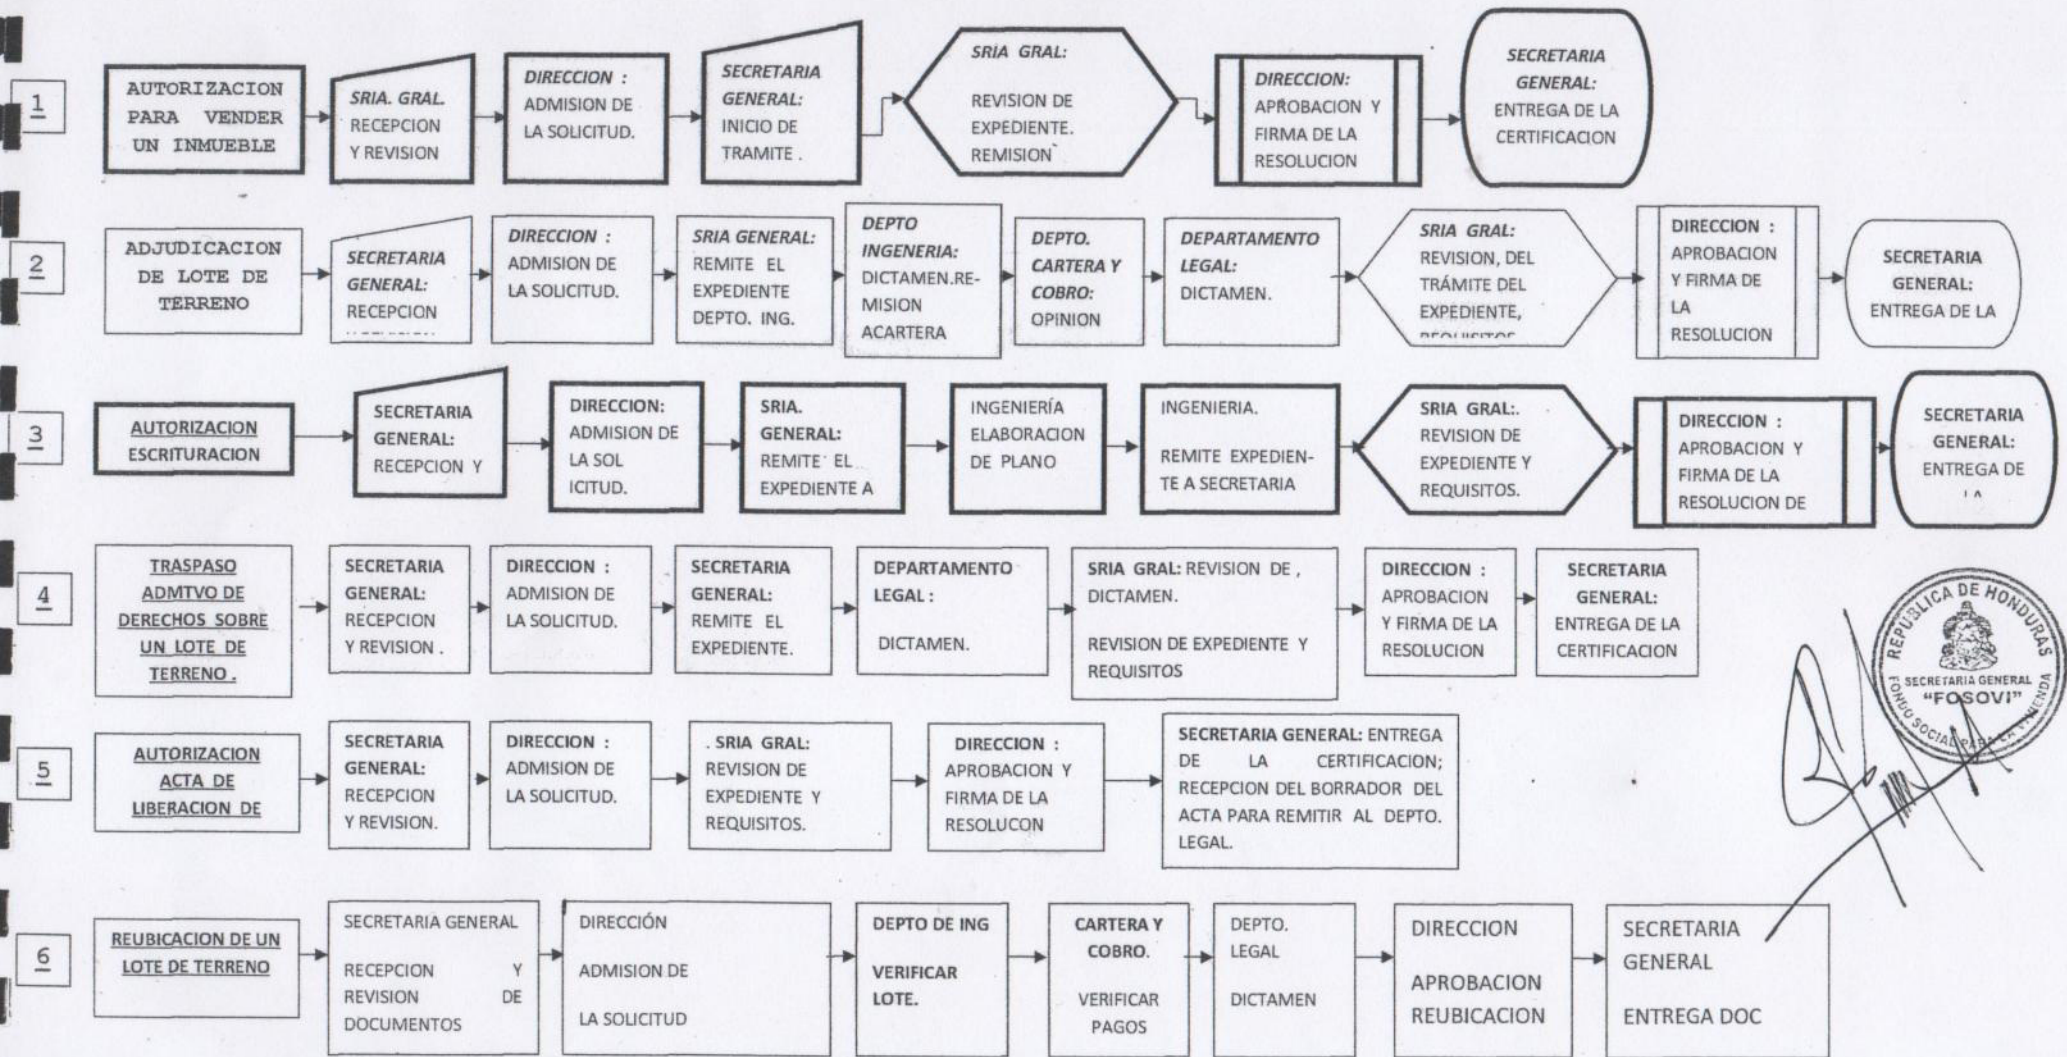 1
AUTORIZACION
PARA VENDER
UN INMUEBLE
SRIA. GRAL.
RECEPCION
Y REVISION
DIRECCION :
ADMISION DE
LA SOLICITUD.
SECRETARIA
GENERAL:
INICIO DE
TRAMITE .
SRIA GRAL:
REVISION DE
EXPEDIENTE.
REMISION
DIRECCION:
APROBACION Y
FIRMA DE LA
RESOLUCION
SECRETARIA
GENERAL:
ENTREGA DE LA
CERTIFICACION
2
ADJUDICACION
DE LOTE DE
TERRENO
SECRETARIA
GENERAL:
RECEPCION
DIRECCION :
ADMISION DE
LA SOLICITUD.
SRIA GENERAL:
REMITE EL
EXPEDIENTE
DEPTO. ING.
DEPTO
INGENERIA:
DICTAMEN.RE-
MISION
ACARTERA
DEPTO.
CARTERA Y
COBRO:
OPINION
DEPARTAMENTO
LEGAL:
DICTAMEN.
SRIA GRAL:
REVISION, DEL
TRÁMITE DEL
EXPEDIENTE,
REQUISITOS
DIRECCION :
APROBACION
Y FIRMA DE
LA
RESOLUCION
SECRETARIA
GENERAL:
ENTREGA DE LA
3
AUTORIZACION
ESCRITURACION
SECRETARIA
GENERAL:
RECEPCION Y
DIRECCION:
ADMISION DE
LA SOL
ICITUD.
SRIA.
GENERAL:
REMITE EL
EXPEDIENTE A
INGENIERÍA
ELABORACION
DE PLANO
INGENIERIA.
REMITE EXPEDIEN-
TE A SECRETARIA
SRIA GRAL:.
REVISION DE
EXPEDIENTE Y
REQUISITOS.
DIRECCION :
APROBACION Y
FIRMA DE LA
RESOLUCION DE
SECRETARIA
GENERAL:
ENTREGA DE
LA
4
TRASPASO
ADMTVO DE
DERECHOS SOBRE
UN LOTE DE
TERRENO .
SECRETARIA
GENERAL:
RECEPCION
Y REVISION .
DIRECCION :
ADMISION DE
LA SOLICITUD.
SECRETARIA
GENERAL:
REMITE EL
EXPEDIENTE.
DEPARTAMENTO
LEGAL :
DICTAMEN.
SRIA GRAL: REVISION DE ,
DICTAMEN.
REVISION DE EXPEDIENTE Y
REQUISITOS
DIRECCION :
APROBACION
Y FIRMA DE LA
RESOLUCION
SECRETARIA
GENERAL:
ENTREGA DE LA
CERTIFICACION
REPUBLICA DE HONDURAS
SECRETARIA GENERAL
"FOSOVI"
FONDO SOCIAL PARA LA VIVIENDA
5
AUTORIZACION
ACTA DE
LIBERACION DE
SECRETARIA
GENERAL:
RECEPCION
Y REVISION.
DIRECCION :
ADMISION DE
LA SOLICITUD.
. SRIA GRAL:
REVISION DE
EXPEDIENTE Y
REQUISITOS.
DIRECCION :
APROBACION Y
FIRMA DE LA
RESOLUCON
SECRETARIA GENERAL: ENTREGA
DE LA CERTIFICACION;
RECEPCION DEL BORRADOR DEL
ACTA PARA REMITIR AL DEPTO.
LEGAL.
6
REUBICACION DE UN
LOTE DE TERRENO
SECRETARIA GENERAL
RECEPCION Y
REVISION DE
DOCUMENTOS
DIRECCIÓN
ADMISION DE
LA SOLICITUD
DEPTO DE ING
VERIFICAR
LOTE.
CARTERA Y
COBRO.
VERIFICAR
PAGOS
DEPTO.
LEGAL
DICTAMEN
DIRECCION
APROBACION
REUBICACION
SECRETARIA
GENERAL
ENTREGA DOC